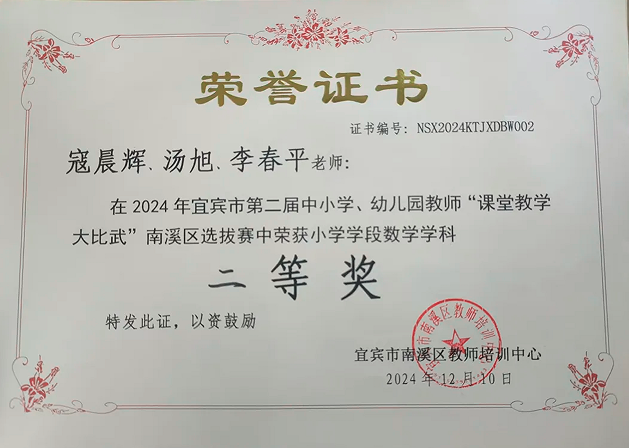 荣誉证书
证书编号：NSX2024KTJXDBW002
寇晨辉、汤旭、李春平老师：
在2024年宜宾市第二届中小学、幼儿园教师“课堂教学
大比武”南溪区选拔赛中荣获小学学段数学学科
二等奖
特发此证，以资鼓励
宜宾市南溪区教师培训中心
2024年12月10日